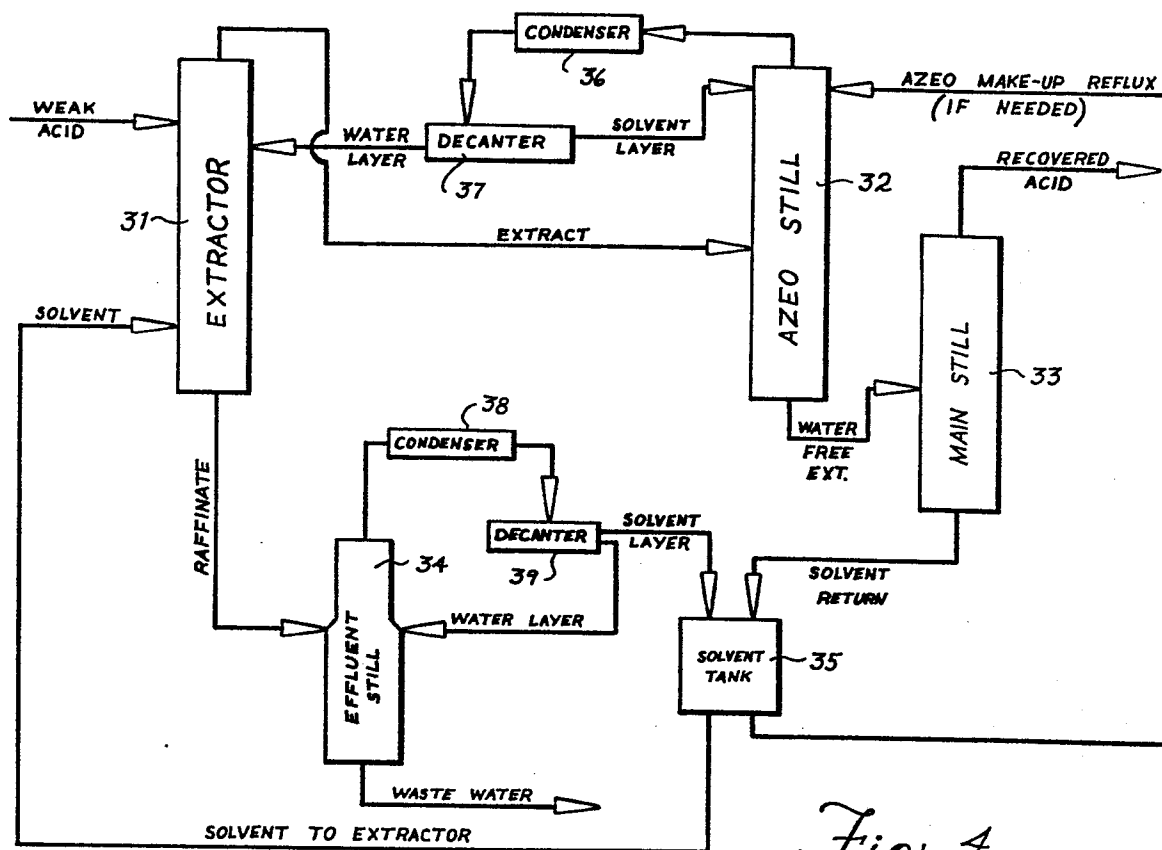 CONDENSER
36
AZEO MAKE-UP REFLUX
(IF NEEDED)
WEAK
ACID
WATER
LAYER
DECANTER
37
SOLVENT
LAYER
RECOVERED
ACID
31
EXTRACTOR
32
AZEO STILL
EXTRACT
SOLVENT
MAIN STILL
33
38
CONDENSER
WATER
FREE
EXT.
RAFFINATE
DECANTER
39
SOLVENT
LAYER
34
EFFLUENT
STILL
WATER LAYER
SOLVENT
RETURN
SOLVENT
TANK
35
WASTE WATER
SOLVENT TO EXTRACTOR
Fig. 4